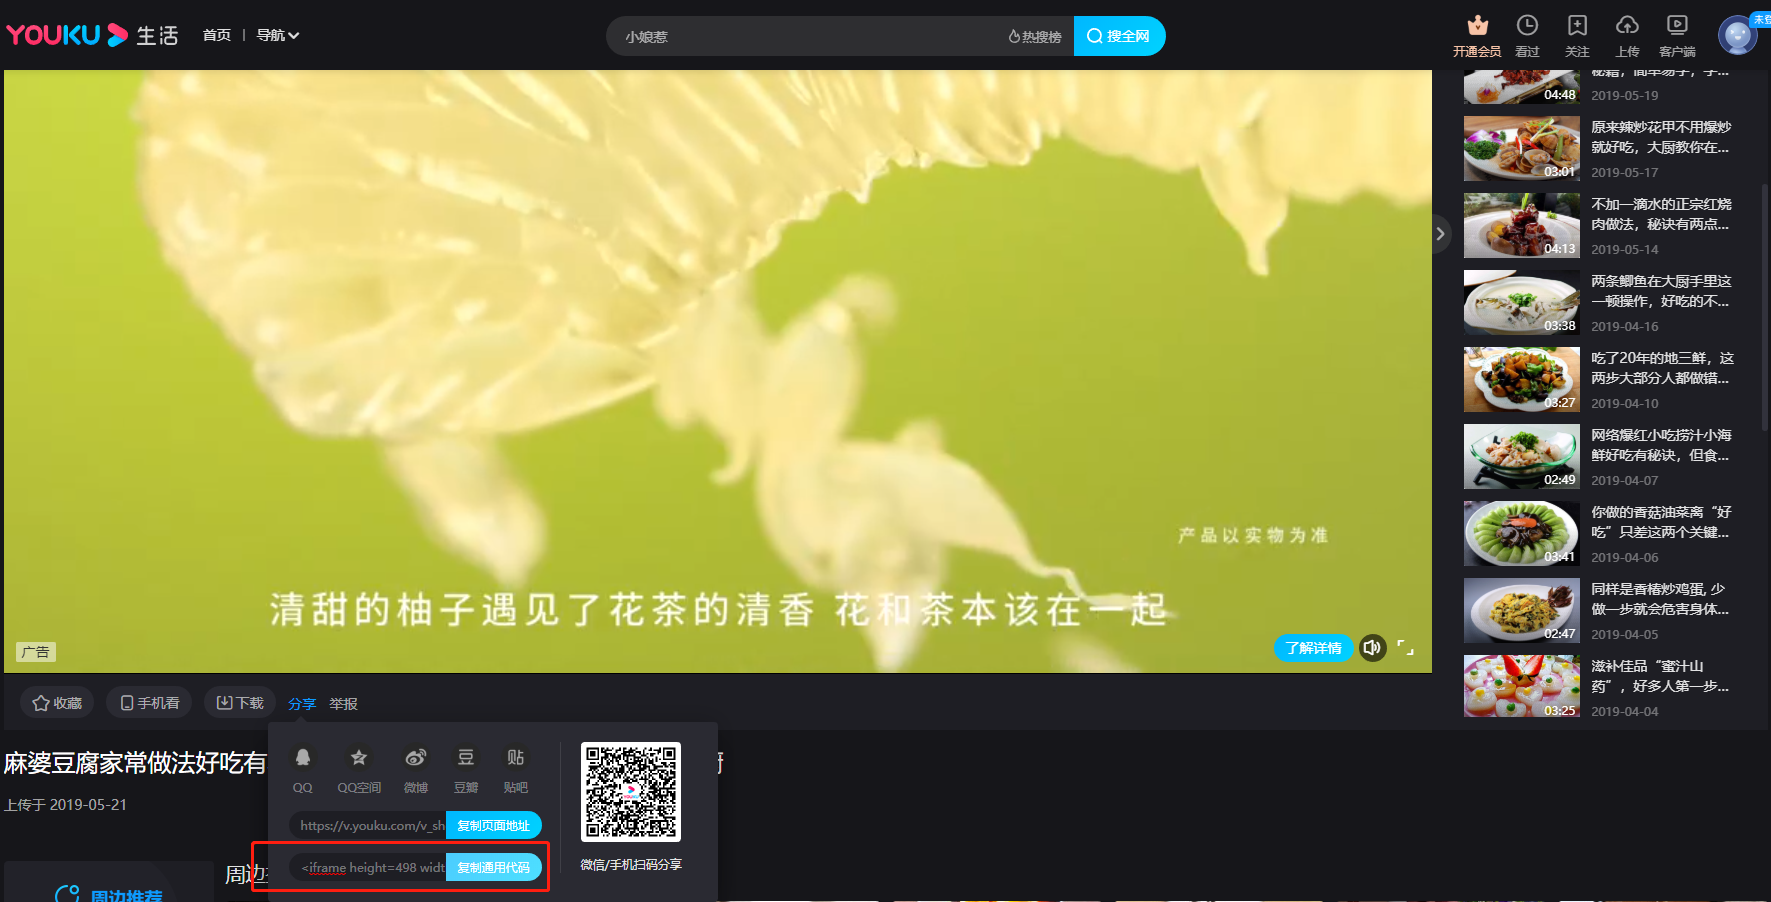 YOUKU 生活
首页 | 导航
小娘惹
热搜榜
搜全网
开通会员
看过
关注
上传
客户端
04:48
2019-05-19
原来辣炒花甲不用爆炒
就好吃，大厨教你在...
03:01
2019-05-17
不加一滴水的正宗红烧
肉做法，秘诀有两点...
04:13
2019-05-14
两条鲫鱼在大厨手里这
一顿操作，好吃的不...
03:38
2019-04-16
吃了20年的地三鲜，这
两步大部分人都做错...
03:27
2019-04-10
网络爆红小吃捞汁小海
鲜好吃有秘诀，但食...
02:49
2019-04-07
你做的香菇油菜离“好
吃”只差这两个关键...
03:41
2019-04-06
同样是香椿炒鸡蛋, 少
做一步就会危害身体...
02:47
2019-04-05
滋补佳品“蜜汁山
药”，好多人第一步...
03:25
2019-04-04
产品以实物为准
清甜的柚子遇见了花茶的清香 花和茶本该在一起
广告
了解详情
收藏
手机看
下载
分享
举报
麻婆豆腐家常做法好吃有
上传于 2019-05-21
QQ
QQ空间
微博
豆
豆瓣
贴
贴吧
https://v.youku.com/v_sh
复制页面地址
<iframe height=498 widt
复制通用代码
微信/手机扫码分享
周边
周边推荐